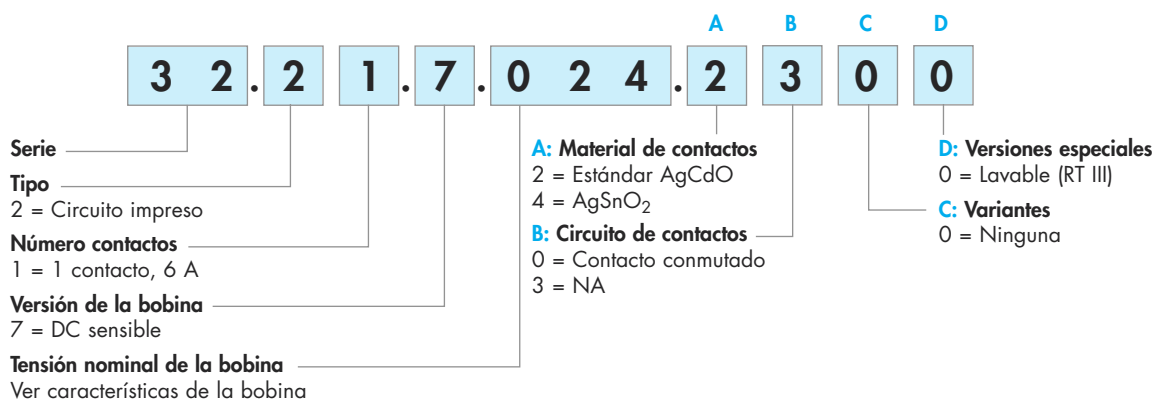 A B C D
3 2 . 2 1 . 7 . 0 2 4 . 2 3 0 0
Serie
Tipo
2 = Circuito impreso
Número contactos
1 = 1 contacto, 6 A
Versión de la bobina
7 = DC sensible
Tensión nominal de la bobina
Ver características de la bobina
A: Material de contactos
2 = Estándar AgCdO
4 = AgSnO₂
B: Circuito de contactos
0 = Contacto conmutado
3 = NA
D: Versiones especiales
0 = Lavable (RT III)
C: Variantes
0 = Ninguna